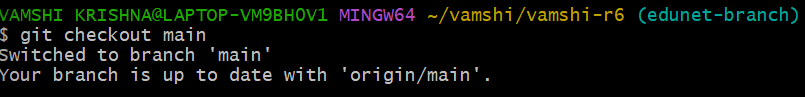 VAMSHI KRISHNA@LAPTOP-VM9BHOV1 MINGW64 ~/vamshi/vamshi-r6 (edunet-branch)
$ git checkout main
Switched to branch 'main'
Your branch is up to date with 'origin/main'.